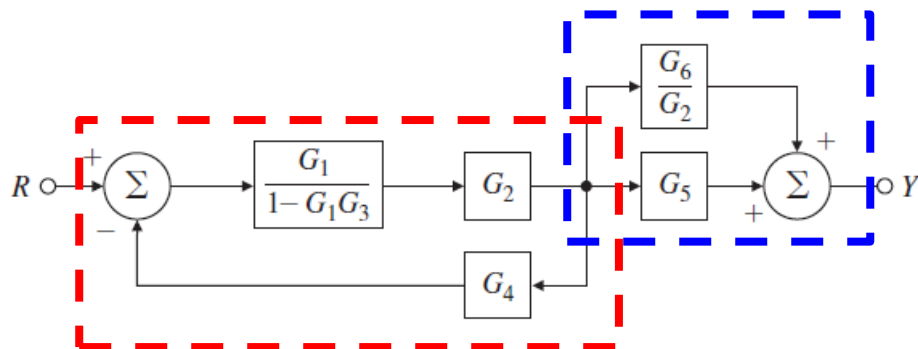 G₆
G₂
+
+
R
Σ
G₁
1−G₁G₃
G₂
G₅
Σ
Y
−
+
G₄